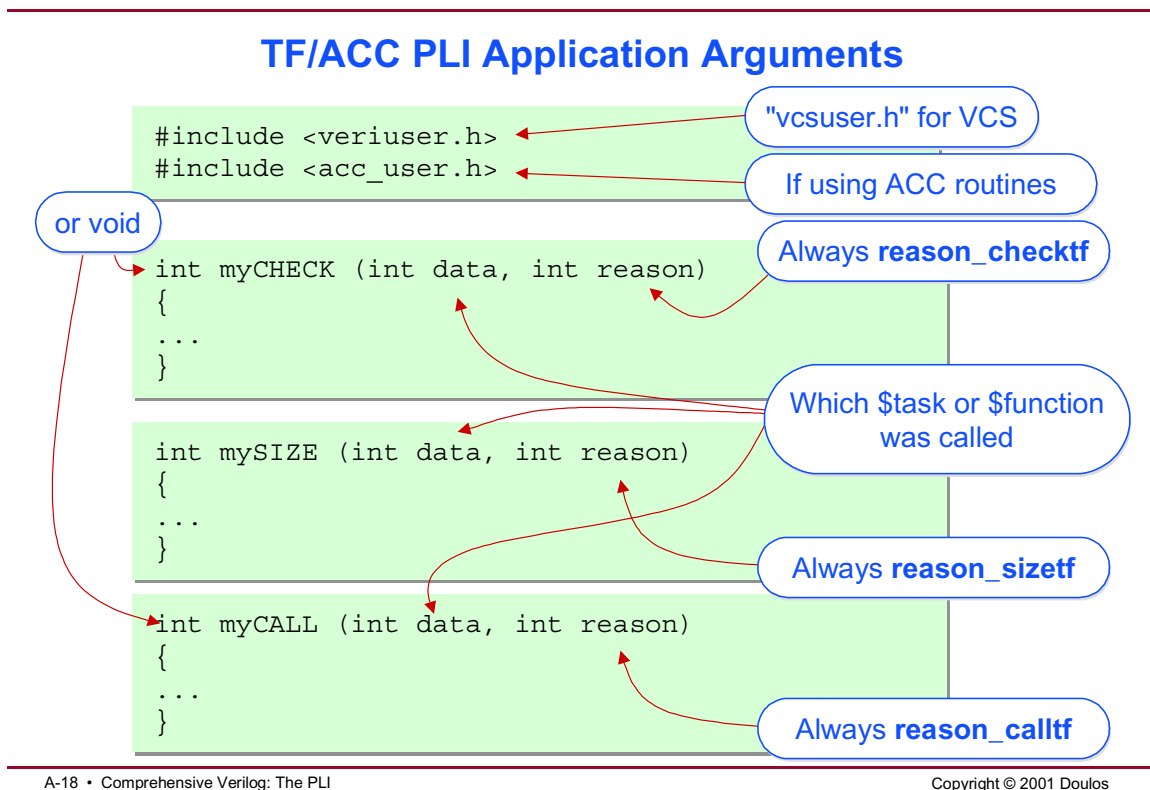 TF/ACC PLI Application Arguments
"vcsuser.h" for VCS
#include <veriuser.h>
#include <acc_user.h>
If using ACC routines
or void
Always reason_checktf
int myCHECK (int data, int reason)
{
...
}
Which $task or $function
was called
int mySIZE (int data, int reason)
{
...
}
Always reason_sizetf
int myCALL (int data, int reason)
{
...
}
Always reason_calltf
A-18 • Comprehensive Verilog: The PLI
Copyright © 2001 Doulos